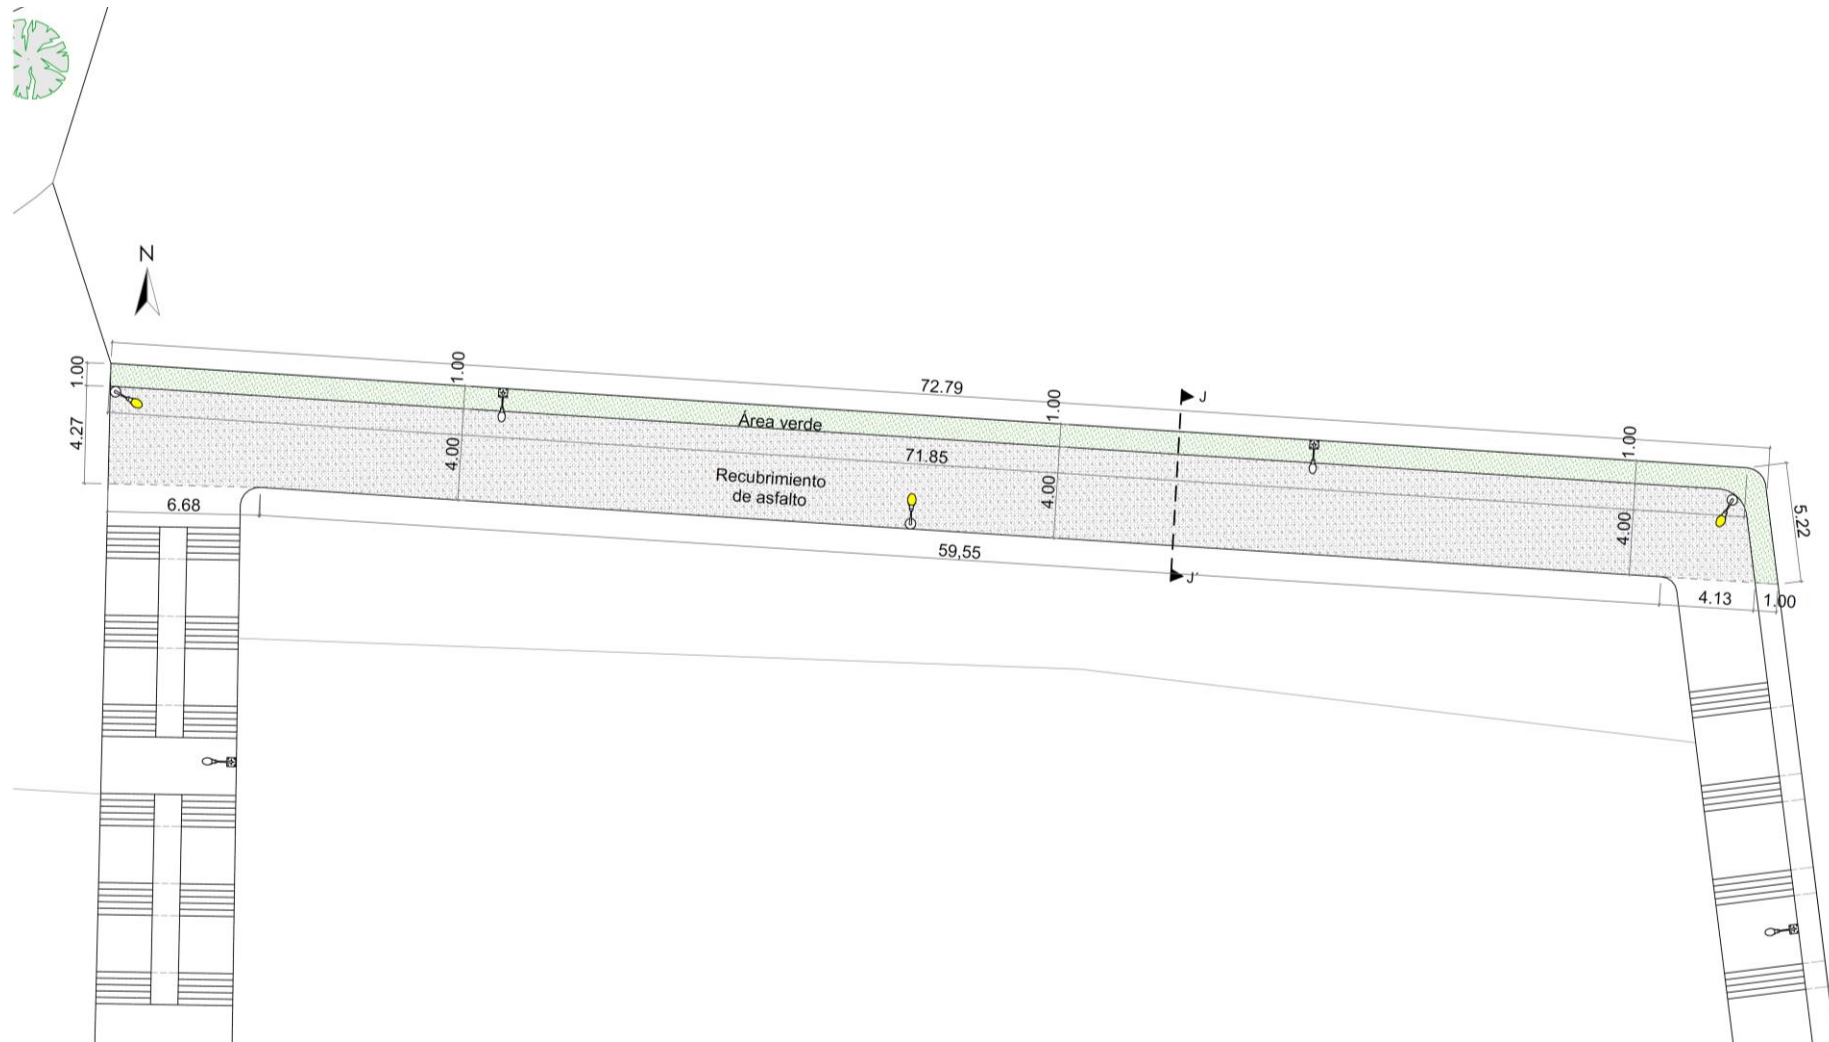 N
1.00
1.00
72.79
1.00
J
1.00
4.27
4.00
Área verde
71.85
Recubrimiento
de asfalto
4.00
4.00
5.22
6.68
59,55
J'
4.13
1.00